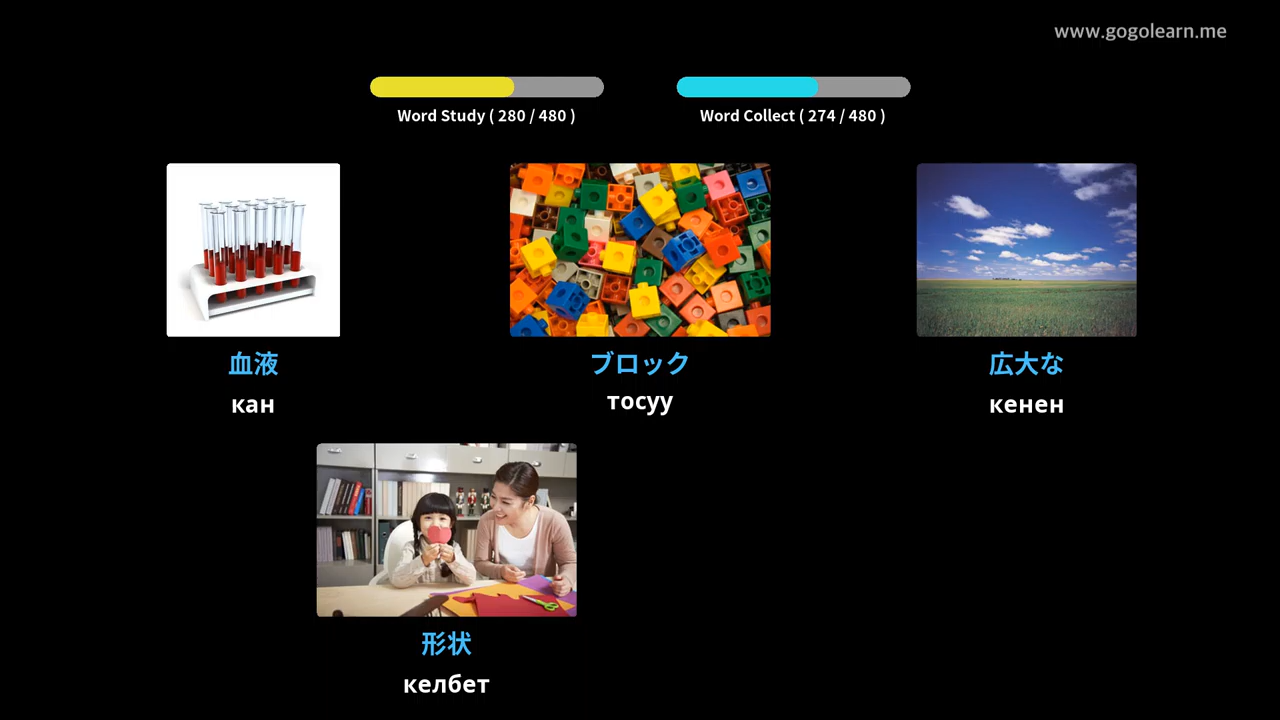 www.gogolearn.me
Word Study ( 280 / 480 )
Word Collect ( 274 / 480 )
血液
кан
ブロック
тосуу
広大な
кенен
形状
келбет